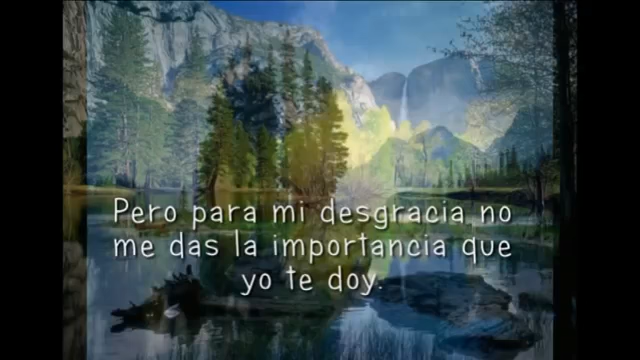 Pero para mi desgracia no
me das la importancia que
yo te doy.